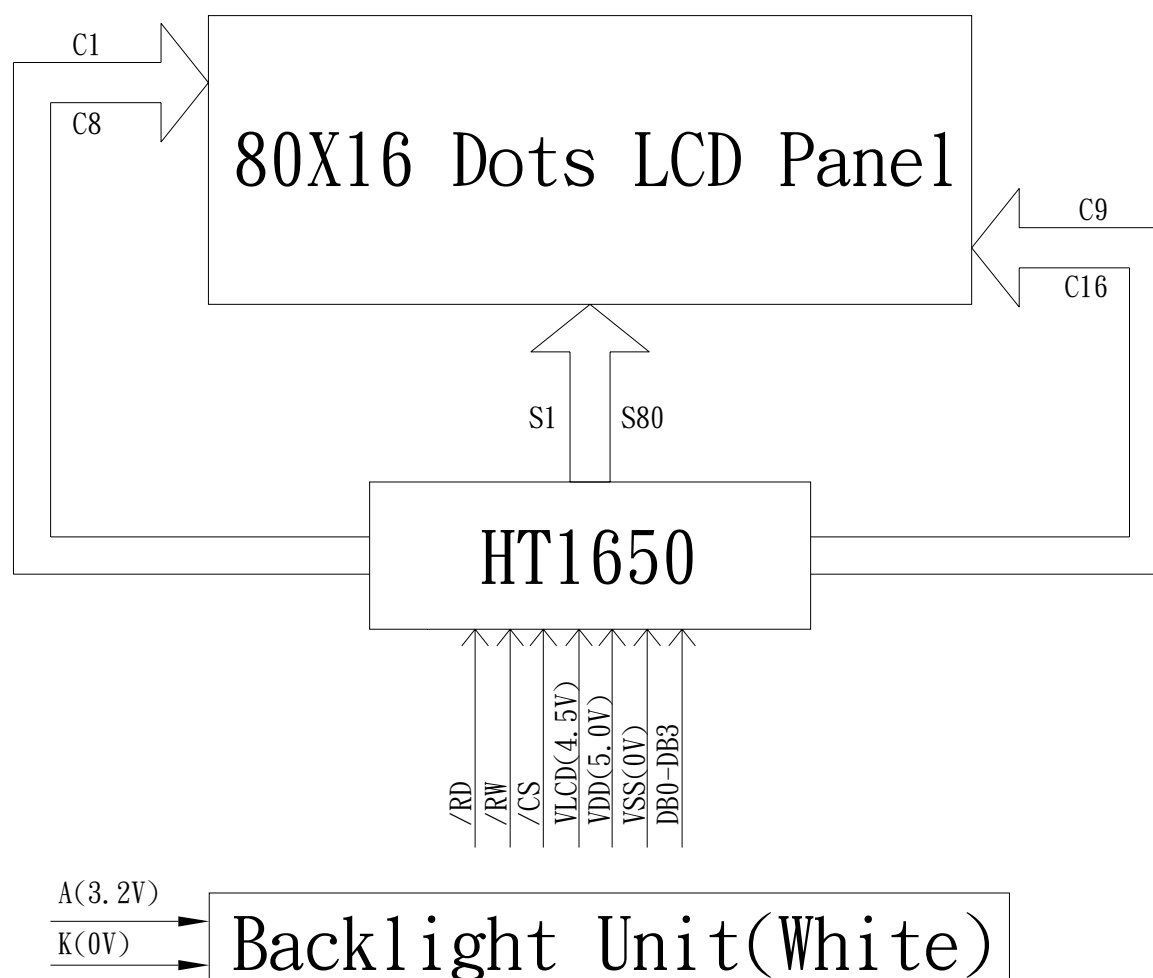 C1
C8
80X16 Dots LCD Panel
C9
C16
S1
S80
HT1650
/RD
/RW
/CS
VLCD(4.5V)
VDD(5.0V)
VSS(0V)
DB0-DB3
A(3.2V)
K(0V)
Backlight Unit(White)